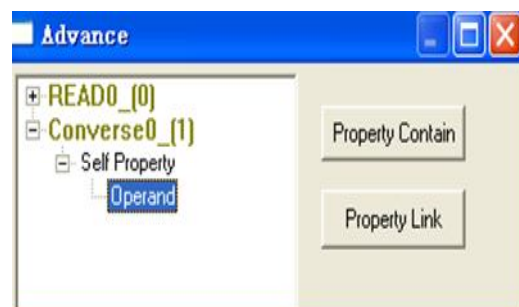 Advance
READ0_(0)
Converse0_(1)
Self Property
Operand
Property Contain
Property Link